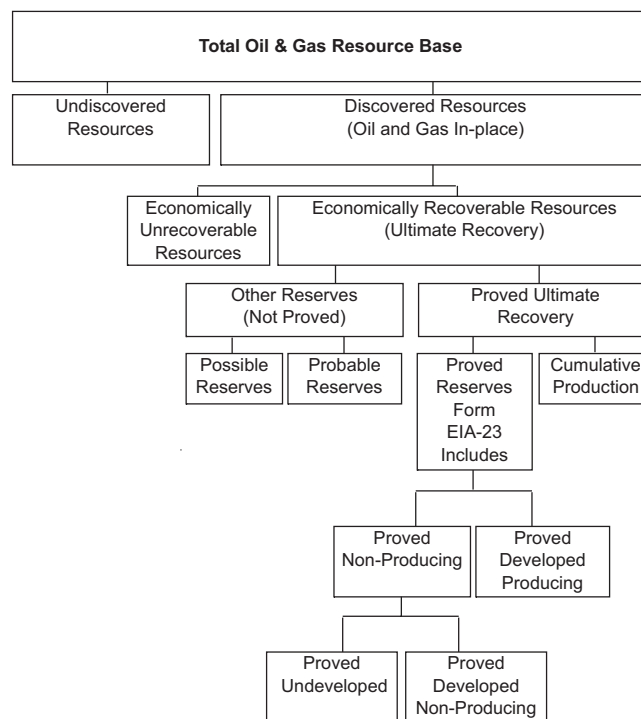 Total Oil & Gas Resource Base
Undiscovered
Resources
Discovered Resources
(Oil and Gas In-place)
Economically
Unrecoverable
Resources
Economically Recoverable Resources
(Ultimate Recovery)
Other Reserves
(Not Proved)
Proved Ultimate
Recovery
Possible
Reserves
Probable
Reserves
Proved
Reserves
Form
EIA-23
Includes
Cumulative
Production
Proved
Non-Producing
Proved
Developed
Producing
Proved
Undeveloped
Proved
Developed
Non-Producing